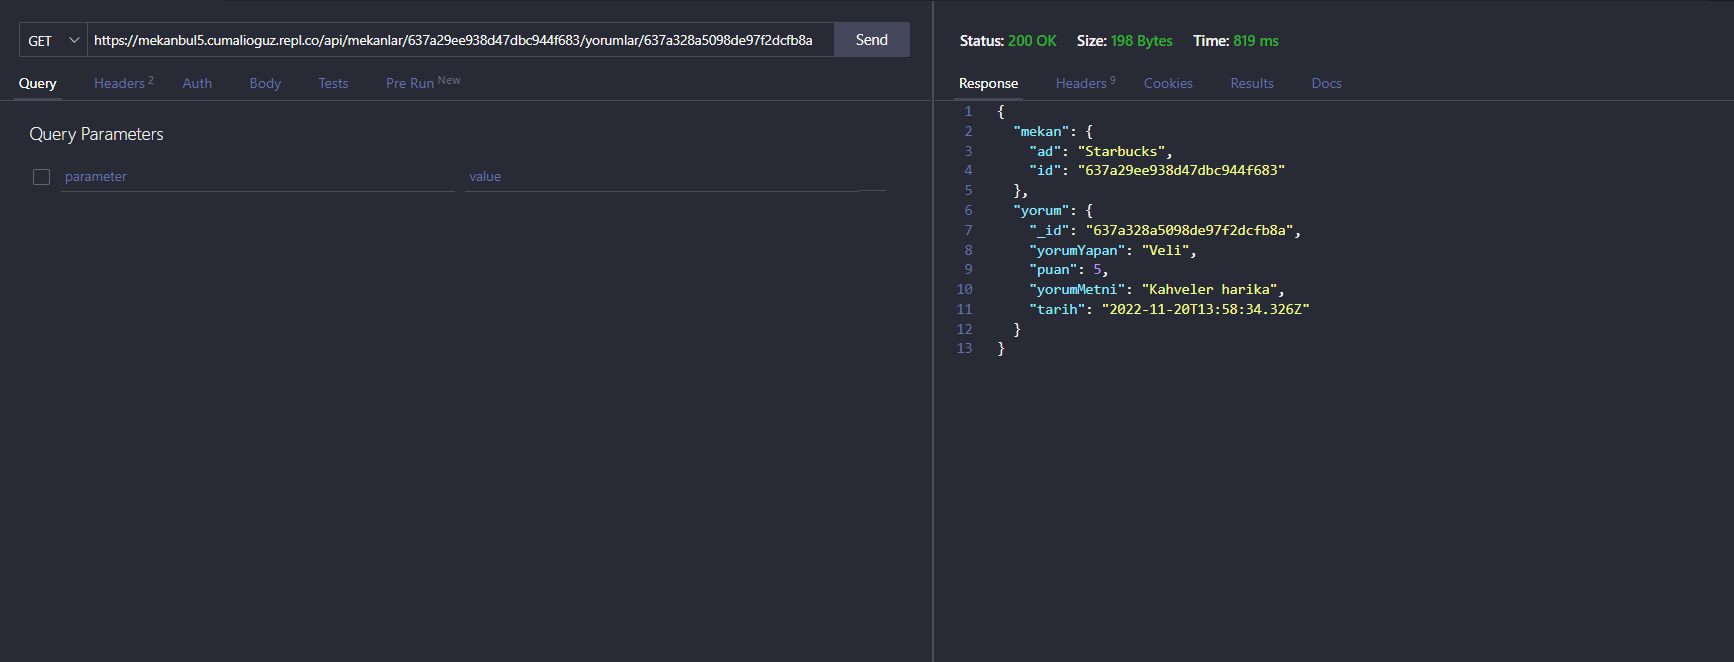 GET https://mekanbul5.cumalioguz.repl.co/api/mekanlar/637a29ee938d47dbc944f683/yorumlar/637a328a5098de97f2dcfb8a Send
Query Headers 2 Auth Body Tests Pre Run New
Query Parameters
parameter value
Status: 200 OK Size: 198 Bytes Time: 819 ms
Response Headers 9 Cookies Results Docs
1 {
2 "mekan": {
3 "ad": "Starbucks",
4 "id": "637a29ee938d47dbc944f683"
5 },
6 "yorum": {
7 "_id": "637a328a5098de97f2dcfb8a",
8 "yorumYapan": "Veli",
9 "puan": 5,
10 "yorumMetni": "Kahveler harika",
11 "tarih": "2022-11-20T13:58:34.326Z"
12 }
13 }